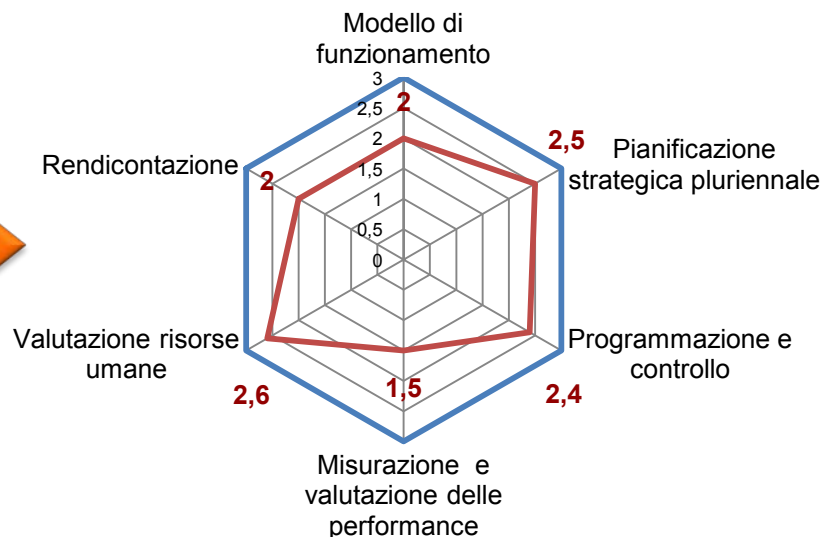 Modello di
funzionamento
3
2,5
2
1,5
1
0,5
0
2
2,5
Pianificazione
strategica pluriennale
Programmazione e
controllo
2,4
Misurazione e
valutazione delle
performance
1,5
Valutazione risorse
umane
2,6
Rendicontazione
2